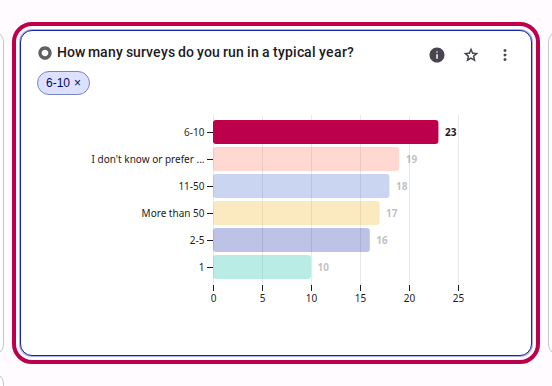 How many surveys do you run in a typical year?
6-10 ×
6-10 23
I don't know or prefer ... 19
11-50 18
More than 50 17
2-5 16
1 10
0 5 10 15 20 25